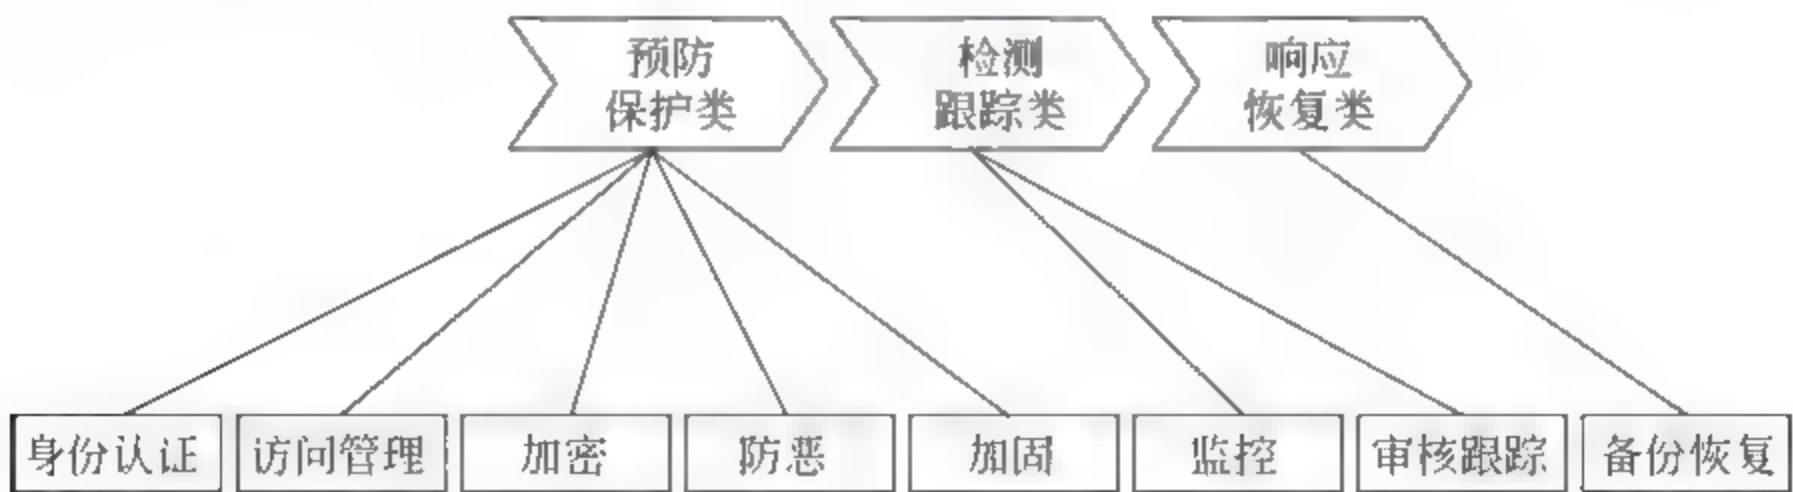 预防
保护类
检测
跟踪类
响应
恢复类
身份认证
访问管理
加密
防恶
加固
监控
审核跟踪
备份恢复